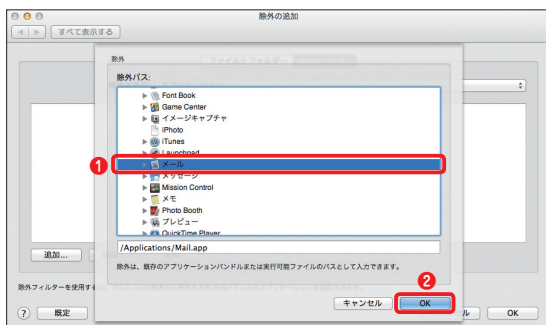 除外の追加
すべて表示する
除外
除外パス:
Font Book
Game Center
イメージキャプチャ
iPhoto
iTunes
Launchpad
1
メール
メッセージ
Mission Control
メモ
Photo Booth
プレビュー
QuickTime Player
/Applications/Mail.app
追加...
除外は、既存のアプリケーションバンドルまたは実行可能ファイルのパスとして入力できます。
2
除外フィルターを使用する
キャンセル
OK
?
既定
ル
OK